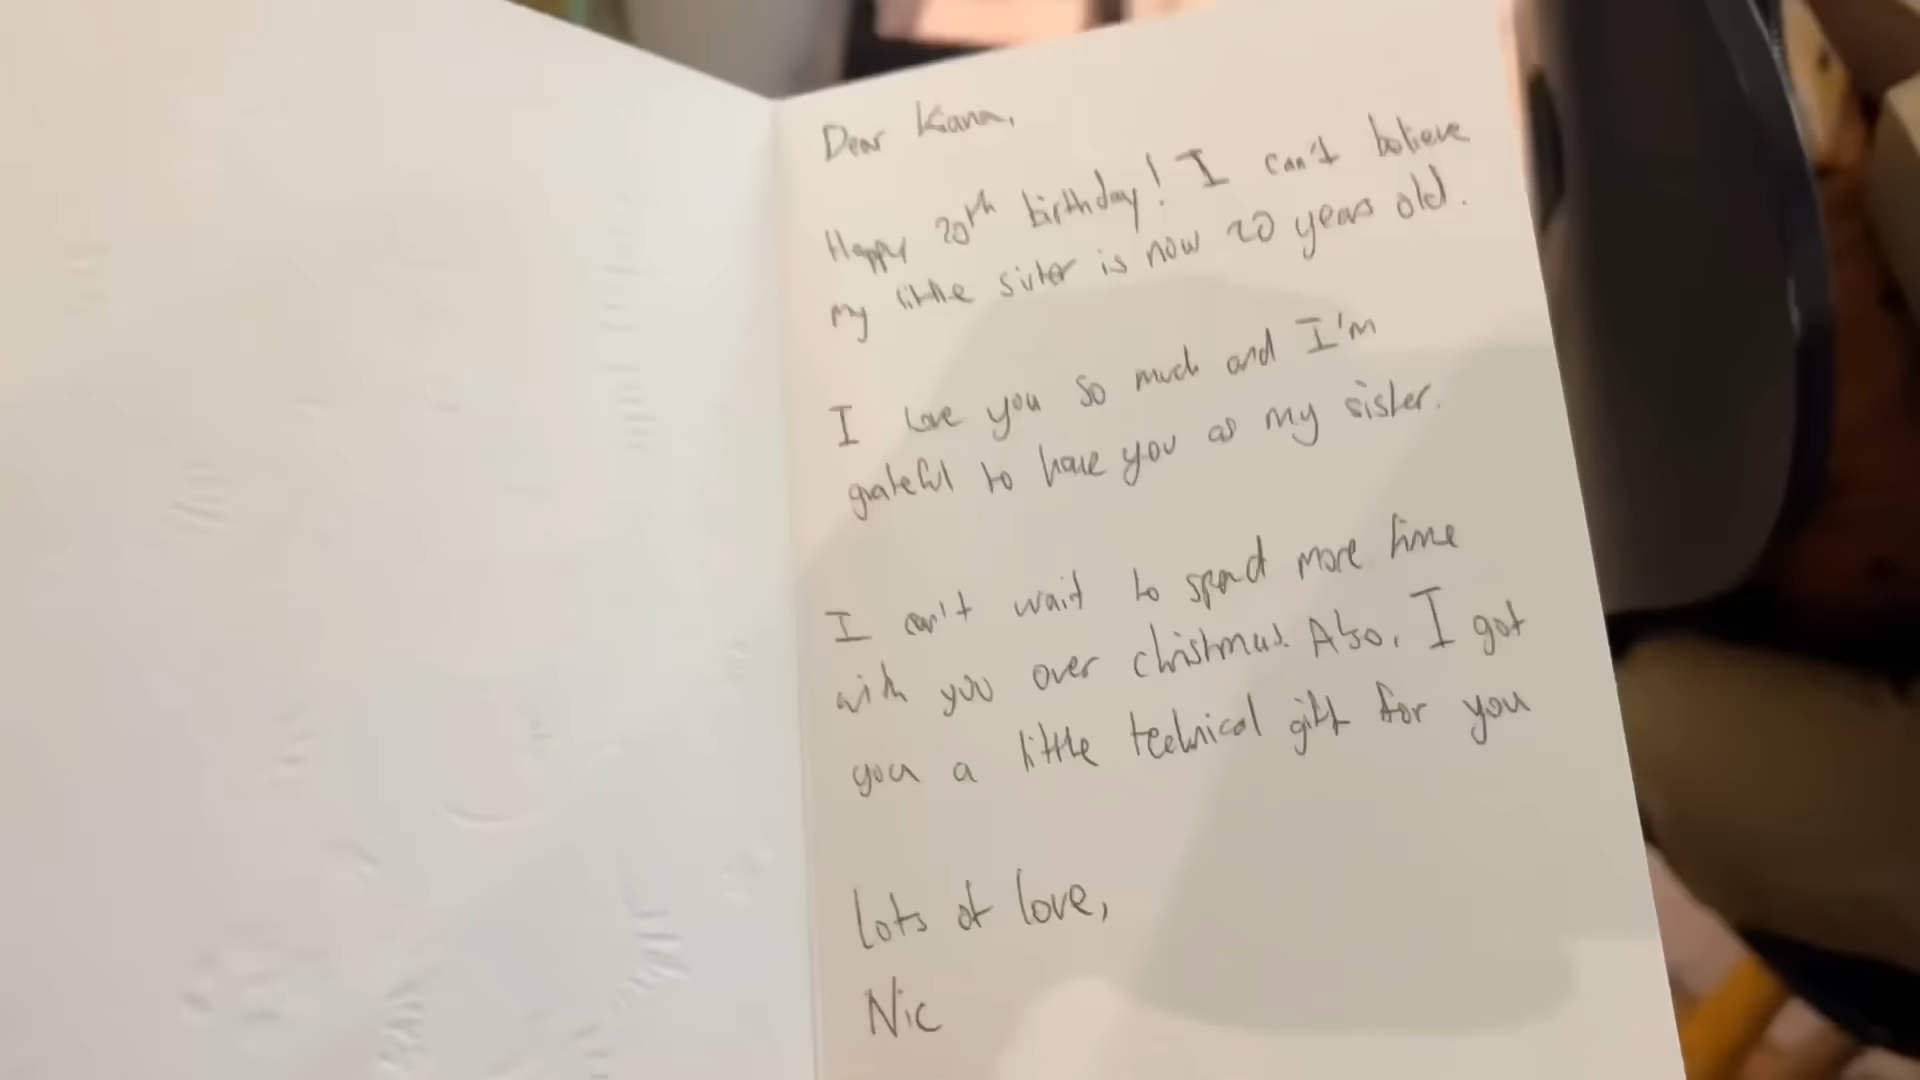 Dear Kiana,
Happy 20th birthday! I can't believe
my little sister is now 20 years old.
I love you so much and I'm
grateful to have you as my sister.
I can't wait to spend more time
with you over christmas. Also, I got
you a little technical gift for you
Lots of love,
Nic